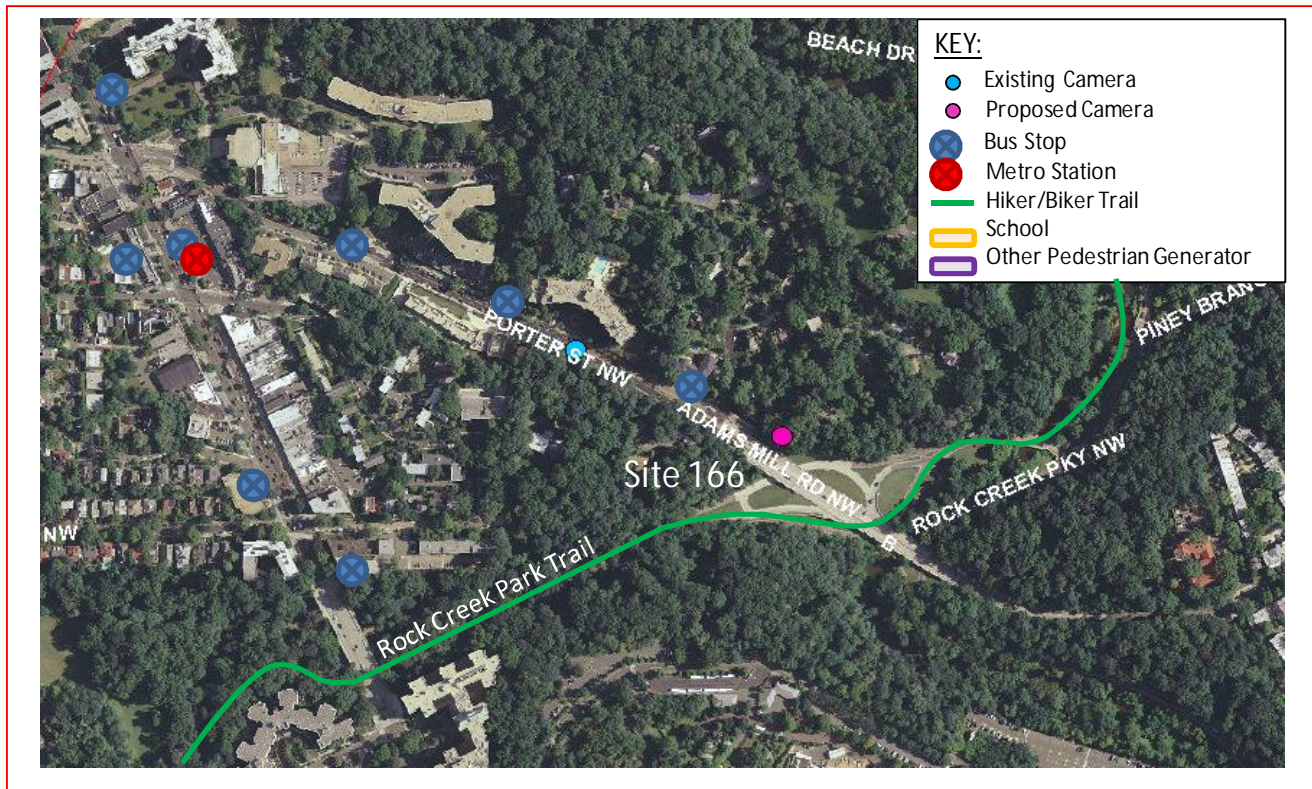 BEACH DR
KEY:
Existing Camera
Proposed Camera
Bus Stop
Metro Station
Hiker/Biker Trail
School
Other Pedestrian Generator
PINEY BRANC
PORTER ST NW
ADAMS MILL RD NW
Site 166
ROCK CREEK PKY NW
B
NW
Rock Creek Park Trail